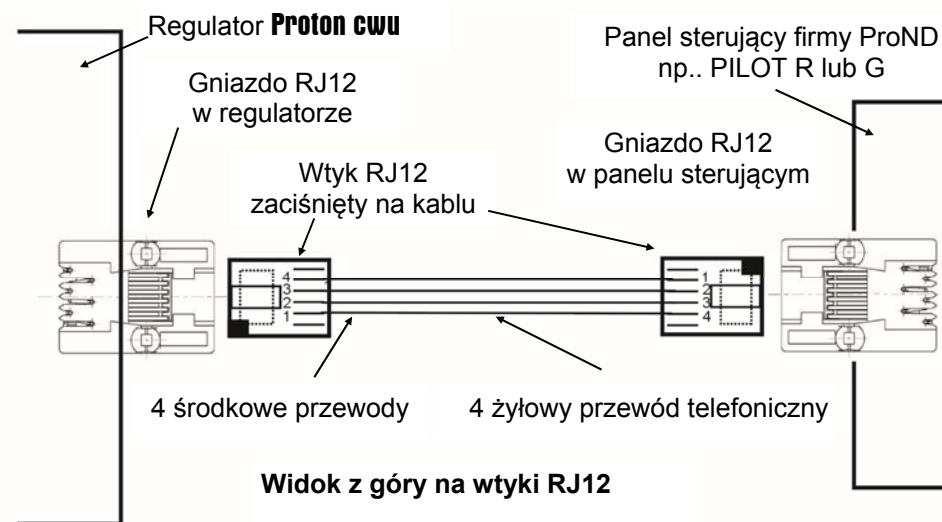 Regulator Proton cwu
Panel sterujący firmy ProND
np.. PILOT R lub G
Gniazdo RJ12
w regulatorze
Gniazdo RJ12
w panelu sterującym
Wtyk RJ12
zaciśnięty na kablu
4
3
2
1
1
2
3
4
4 środkowe przewody
4 żyłowy przewód telefoniczny
Widok z góry na wtyki RJ12